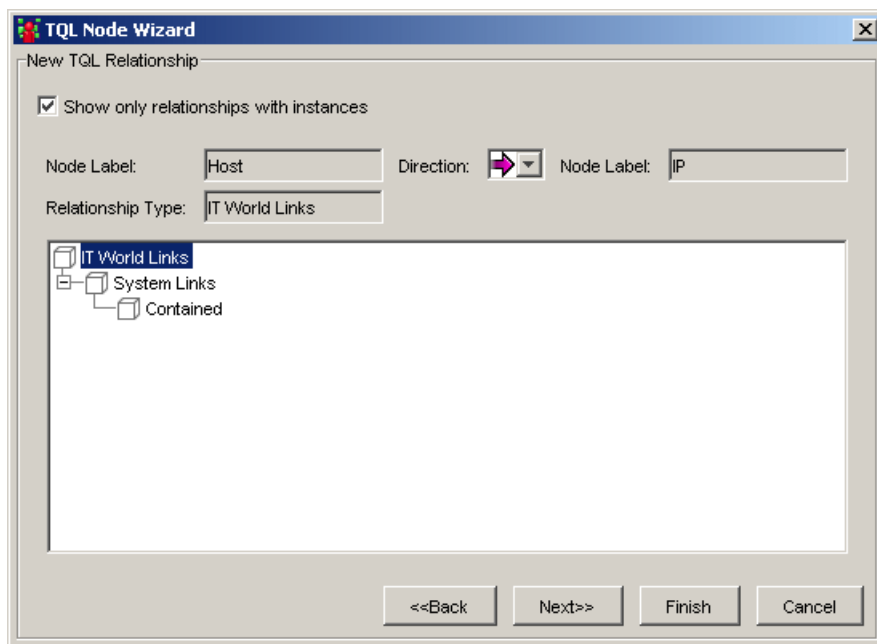 TQL Node Wizard
New TQL Relationship
Show only relationships with instances
Node Label: Host Direction: Node Label: IP
Relationship Type: IT World Links
IT World Links
System Links
Contained
<<Back Next>> Finish Cancel